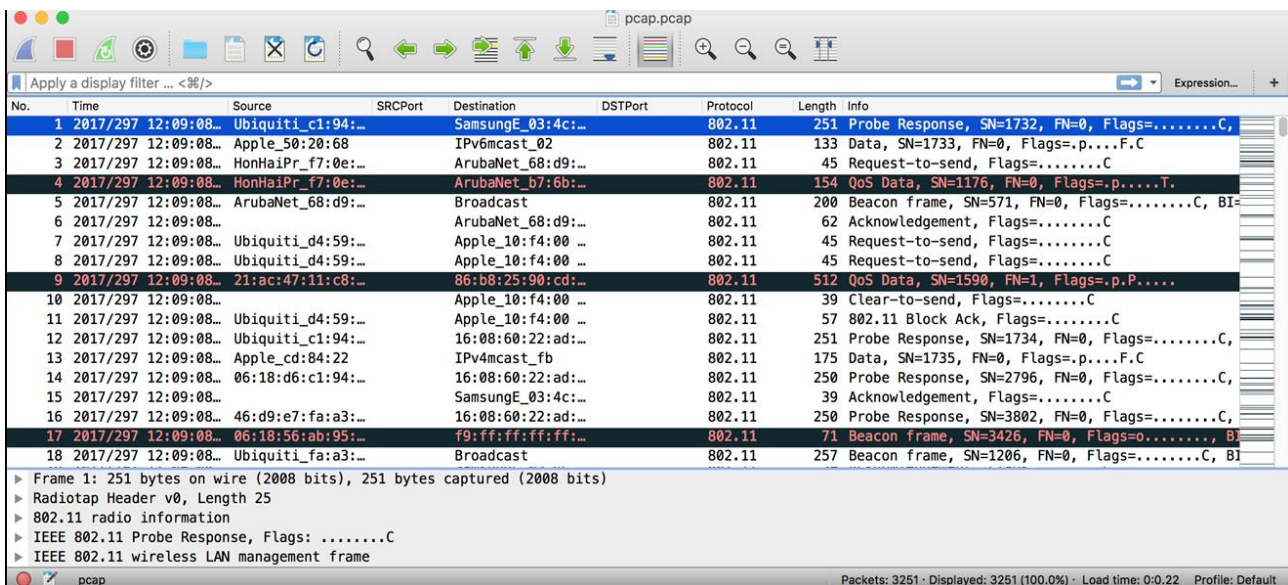 pcap.pcap
Apply a display filter ... <⌘/>
Expression...
+
No. Time Source SRCPort Destination DSTPort Protocol Length Info
1 2017/297 12:09:08… Ubiquiti_c1:94:… SamsungE_03:4c:… 802.11 251 Probe Response, SN=1732, FN=0, Flags=........C,
2 2017/297 12:09:08… Apple_50:20:68 IPv6mcast_02 802.11 133 Data, SN=1733, FN=0, Flags=.p....F.C
3 2017/297 12:09:08… HonHaiPr_f7:0e:… ArubaNet_68:d9:… 802.11 45 Request-to-send, Flags=........C
4 2017/297 12:09:08… HonHaiPr_f7:0e:… ArubaNet_b7:6b:… 802.11 154 QoS Data, SN=1176, FN=0, Flags=.p.....T.
5 2017/297 12:09:08… ArubaNet_68:d9:… Broadcast 802.11 200 Beacon frame, SN=571, FN=0, Flags=........C, BI=
6 2017/297 12:09:08… ArubaNet_68:d9:… 802.11 62 Acknowledgement, Flags=........C
7 2017/297 12:09:08… Ubiquiti_d4:59:… Apple_10:f4:00 … 802.11 45 Request-to-send, Flags=........C
8 2017/297 12:09:08… Ubiquiti_d4:59:… Apple_10:f4:00 … 802.11 45 Request-to-send, Flags=........C
9 2017/297 12:09:08… 21:ac:47:11:c8:… 86:b8:25:90:cd:… 802.11 512 QoS Data, SN=1590, FN=1, Flags=.p.P.....
10 2017/297 12:09:08… Apple_10:f4:00 … 802.11 39 Clear-to-send, Flags=........C
11 2017/297 12:09:08… Ubiquiti_d4:59:… Apple_10:f4:00 … 802.11 57 802.11 Block Ack, Flags=........C
12 2017/297 12:09:08… Ubiquiti_c1:94:… 16:08:60:22:ad:… 802.11 251 Probe Response, SN=1734, FN=0, Flags=........C,
13 2017/297 12:09:08… Apple_cd:84:22 IPv4mcast_fb 802.11 175 Data, SN=1735, FN=0, Flags=.p....F.C
14 2017/297 12:09:08… 06:18:d6:c1:94:… 16:08:60:22:ad:… 802.11 250 Probe Response, SN=2796, FN=0, Flags=........C,
15 2017/297 12:09:08… SamsungE_03:4c:… 802.11 39 Acknowledgement, Flags=........C
16 2017/297 12:09:08… 46:d9:e7:fa:a3:… 16:08:60:22:ad:… 802.11 250 Probe Response, SN=3802, FN=0, Flags=........C,
17 2017/297 12:09:08… 06:18:56:ab:95:… f9:ff:ff:ff:ff:… 802.11 71 Beacon frame, SN=3426, FN=0, Flags=o........, BI
18 2017/297 12:09:08… Ubiquiti_fa:a3:… Broadcast 802.11 257 Beacon frame, SN=1206, FN=0, Flags=........C, BI
Frame 1: 251 bytes on wire (2008 bits), 251 bytes captured (2008 bits)
Radiotap Header v0, Length 25
802.11 radio information
IEEE 802.11 Probe Response, Flags: ........C
IEEE 802.11 wireless LAN management frame
pcap Packets: 3251 · Displayed: 3251 (100.0%) · Load time: 0:0.22 Profile: Default